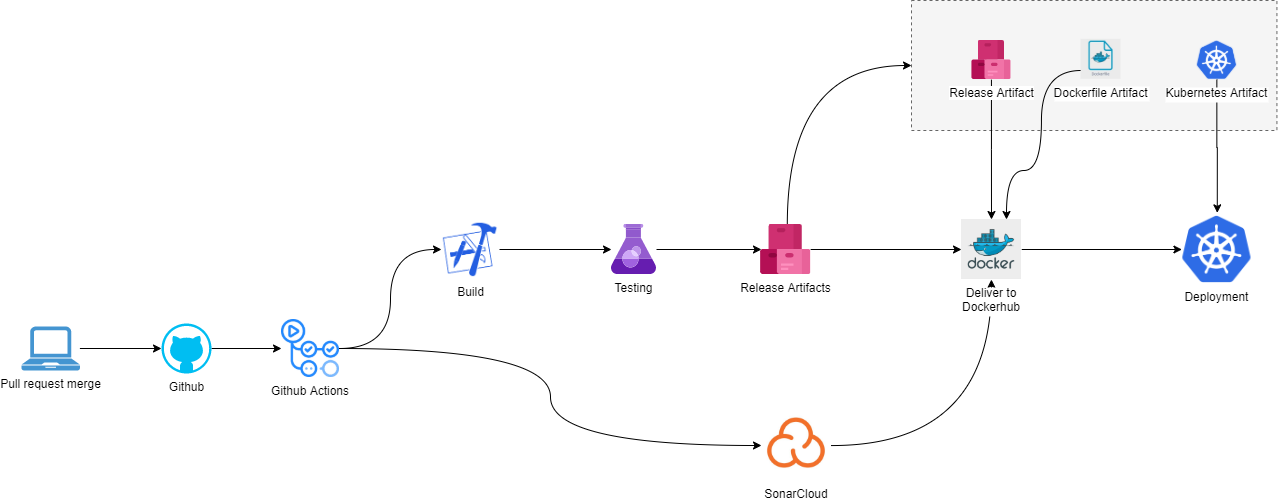 Release Artifact
Dockerfile Artifact
Kubernetes Artifact
Build
Testing
Release Artifacts
docker
Deliver to
Dockerhub
Deployment
Pull request merge
Github
Github Actions
SonarCloud